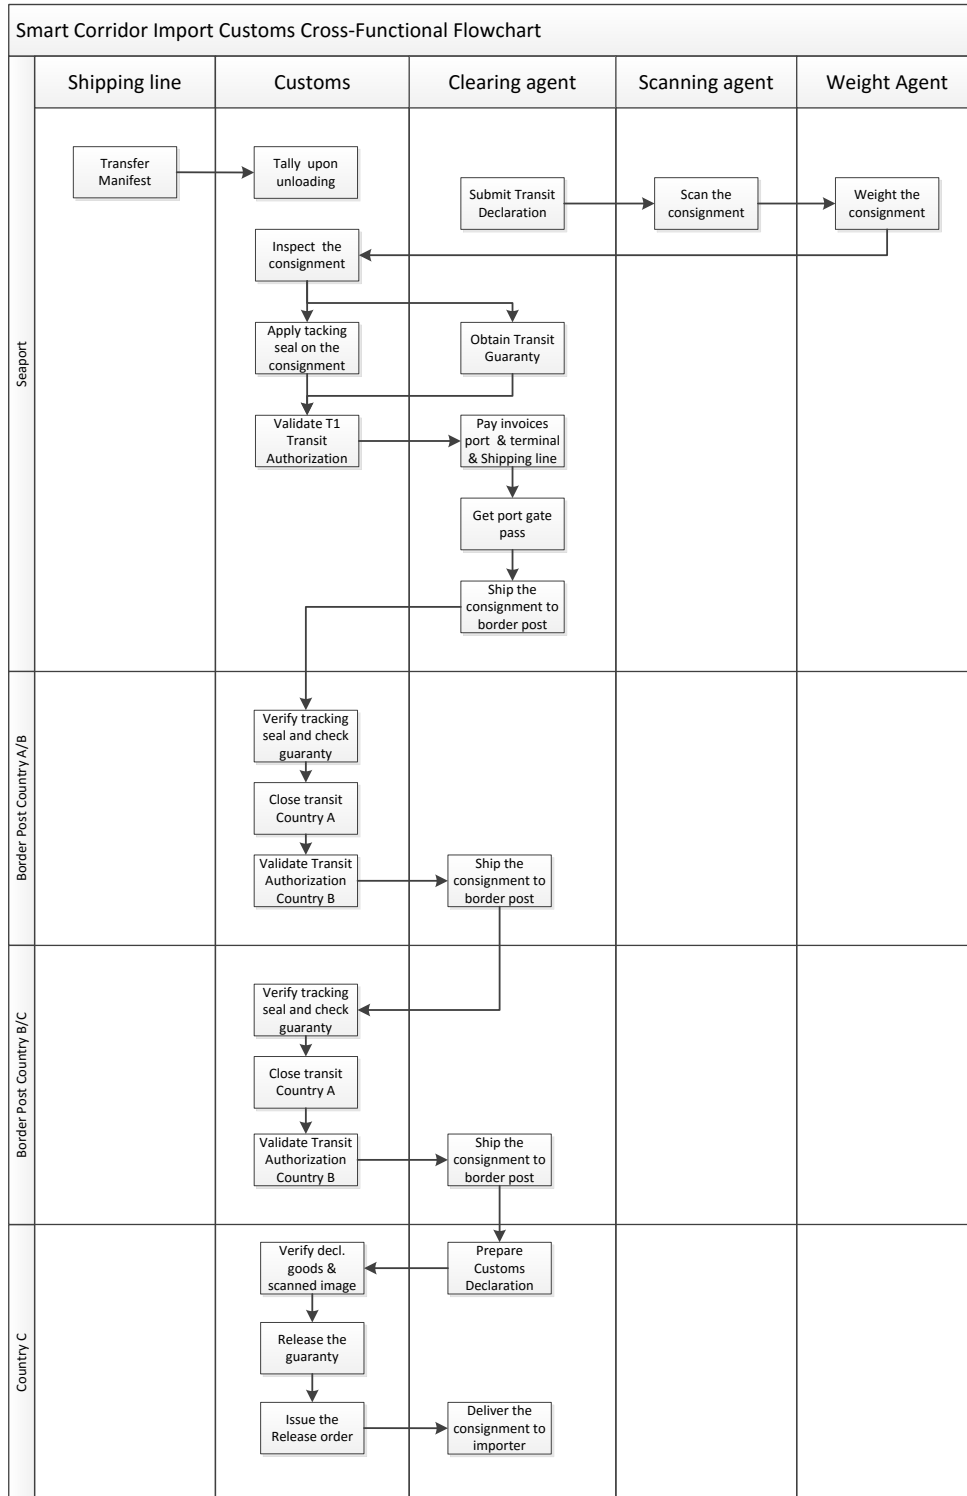 Smart Corridor Import Customs Cross-Functional Flowchart
Shipping line
Customs
Clearing agent
Scanning agent
Weight Agent
Seaport
Transfer
Manifest
Tally upon
unloading
Submit Transit
Declaration
Scan the
consignment
Weight the
consignment
Inspect the
consignment
Apply tacking
seal on the
consignment
Obtain Transit
Guaranty
Validate T1
Transit
Authorization
Pay invoices
port & terminal
& Shipping line
Get port gate
pass
Ship the
consignment to
border post
Border Post Country A/B
Verify tracking
seal and check
guaranty
Close transit
Country A
Validate Transit
Authorization
Country B
Ship the
consignment to
border post
Border Post Country B/C
Verify tracking
seal and check
guaranty
Close transit
Country A
Validate Transit
Authorization
Country B
Ship the
consignment to
border post
Country C
Verify decl.
goods &
scanned image
Prepare
Customs
Declaration
Release the
guaranty
Issue the
Release order
Deliver the
consignment to
importer